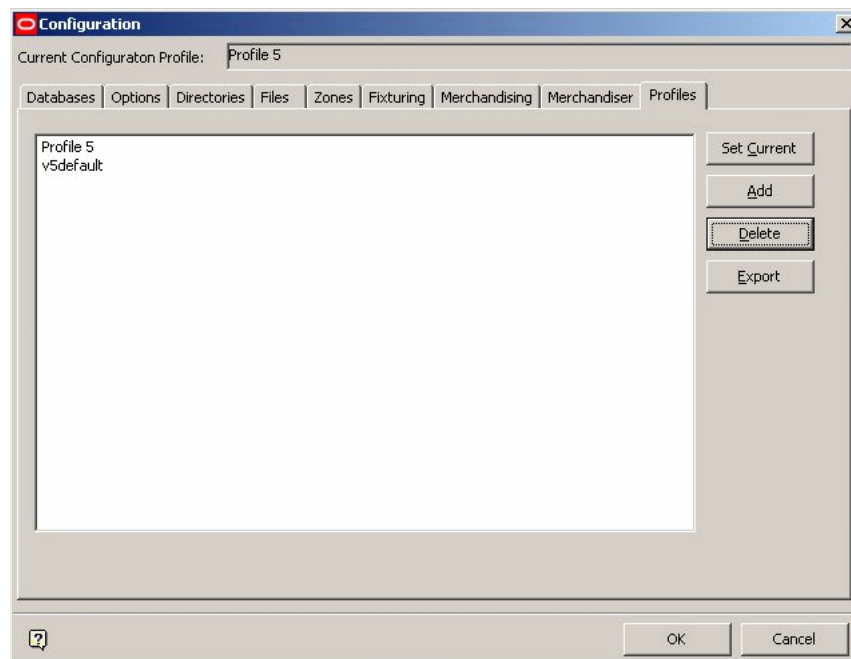 Configuration
Current Configuraton Profile: Profile 5
Databases Options Directories Files Zones Fixturing Merchandising Merchandiser Profiles
Profile 5
v5default
Set Current
Add
Delete
Export
OK Cancel